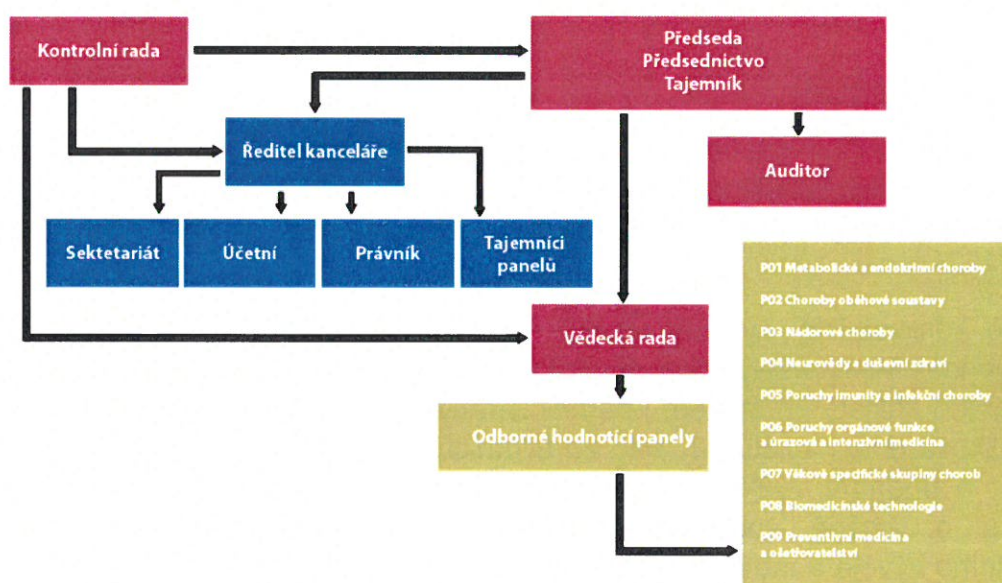 Kontrolní rada
Předseda
Předsednictvo
Tajemník
Ředitel kanceláře
Auditor
Sektetariát
Účetní
Právník
Tajemníci
panelů
Vědecká rada
Odborné hodnotící panely
P01 Metabolické a endokrinní choroby
P02 Choroby oběhové soustavy
P03 Nádorové choroby
P04 Neurovědy a duševní zdraví
P05 Poruchy imunity a infekční choroby
P06 Poruchy orgánové funkce
a úrazová a intenzivní medicína
P07 Věkově specifické skupiny chorob
P08 Biomedicínské technologie
P09 Preventivní medicína
a ošetřovatelství